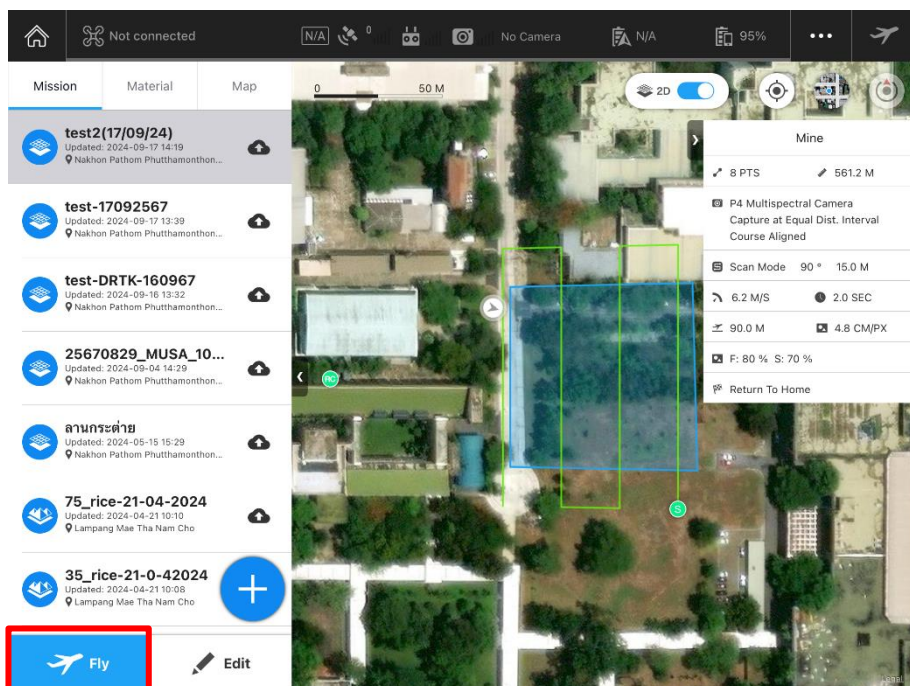 Not connected
N/A
0
No Camera
N/A
95%
Mission
Material
Map
test2(17/09/24)
Updated: 2024-09-17 14:19
Nakhon Pathom Phutthamonthon...
test-17092567
Updated: 2024-09-17 13:39
Nakhon Pathom Phutthamonthon...
test-DRTK-160967
Updated: 2024-09-16 13:32
Nakhon Pathom Phutthamonthon...
25670829_MUSA_10...
Updated: 2024-09-04 14:29
Nakhon Pathom Phutthamonthon...
ลานกระต่าย
Updated: 2024-05-15 15:29
Nakhon Pathom Phutthamonthon...
75_rice-21-04-2024
Updated: 2024-04-21 10:10
Lampang Mae Tha Nam Cho
35_rice-21-0-42024
Updated: 2024-04-21 10:08
Lampang Mae Tha Nam Cho
Fly
Edit
0 50 M
2D
RC
S
Mine
8 PTS 561.2 M
P4 Multispectral Camera
Capture at Equal Dist. Interval
Course Aligned
Scan Mode 90 ° 15.0 M
6.2 M/S 2.0 SEC
90.0 M 4.8 CM/PX
F: 80 % S: 70 %
Return To Home
Legal